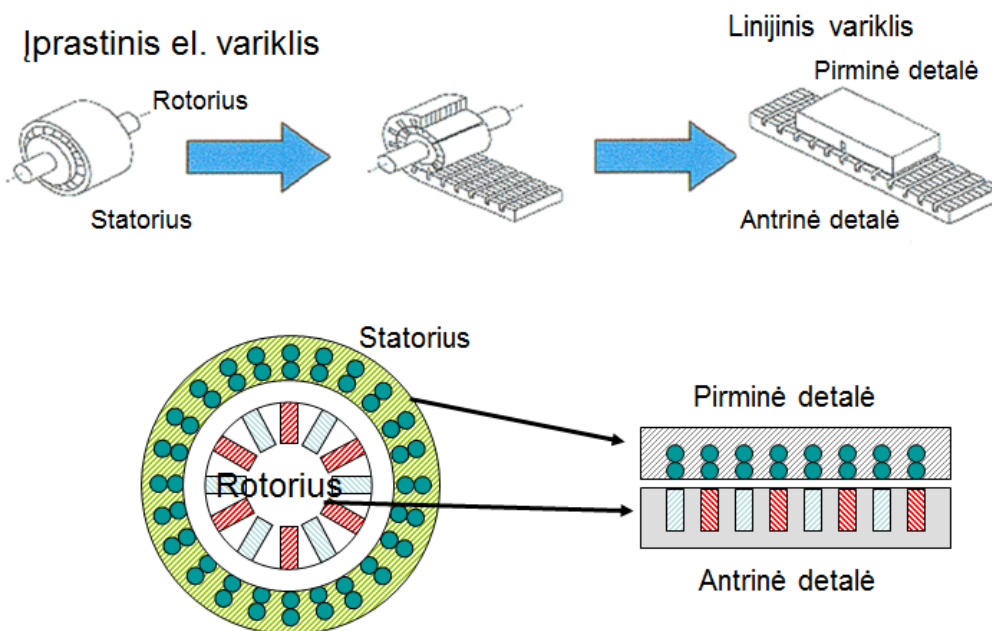 Įprastinis el. variklis
Linijinis variklis
Pirminė detalė
Rotorius
Statorius
Antrinė detalė
Statorius
Pirminė detalė
Rotorius
Antrinė detalė